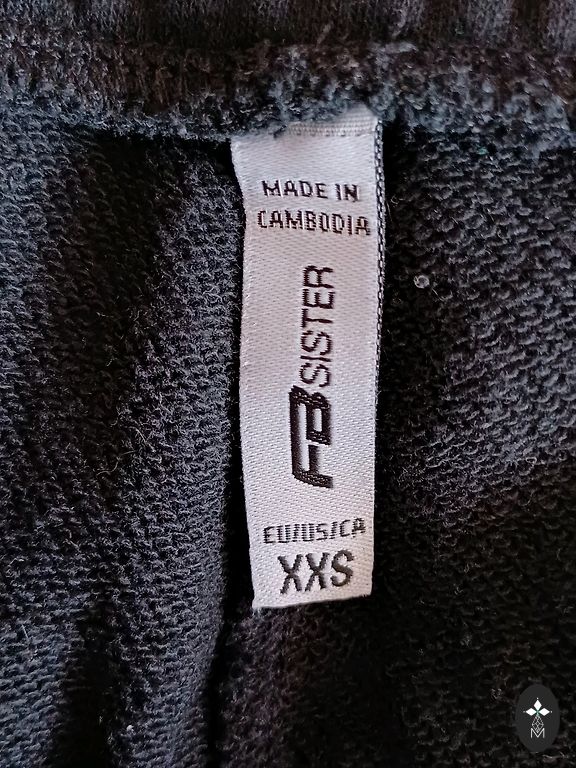 MADE IN
CAMBODIA
FB SISTER
EU/US/CA
XXS
M